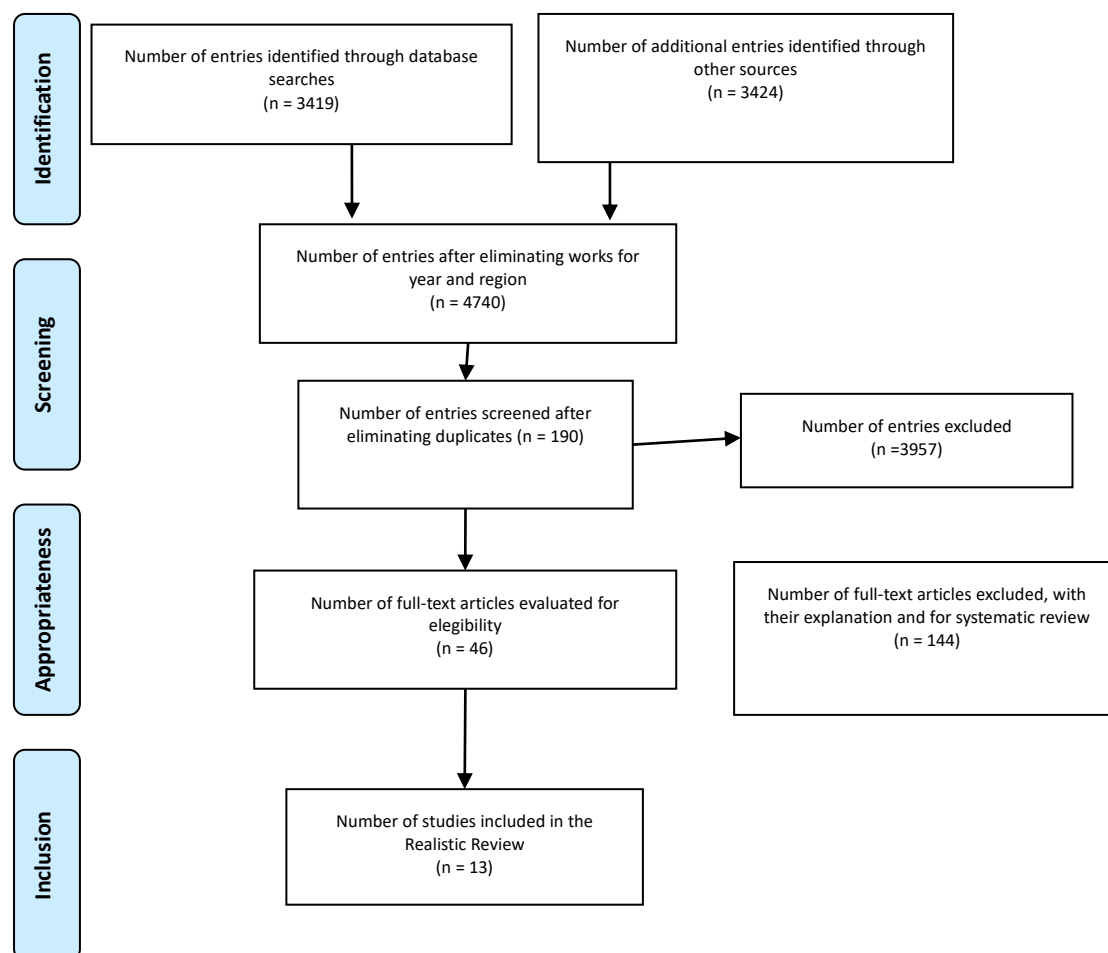 Identification
Number of entries identified through database
searches
(n = 3419)
Number of additional entries identified through
other sources
(n = 3424)
Screening
Number of entries after eliminating works for
year and region
(n = 4740)
Number of entries screened after
eliminating duplicates (n = 190)
Number of entries excluded
(n =3957)
Appropriateness
Number of full-text articles evaluated for
elegibility
(n = 46)
Number of full-text articles excluded, with
their explanation and for systematic review
(n = 144)
Inclusion
Number of studies included in the
Realistic Review
(n = 13)